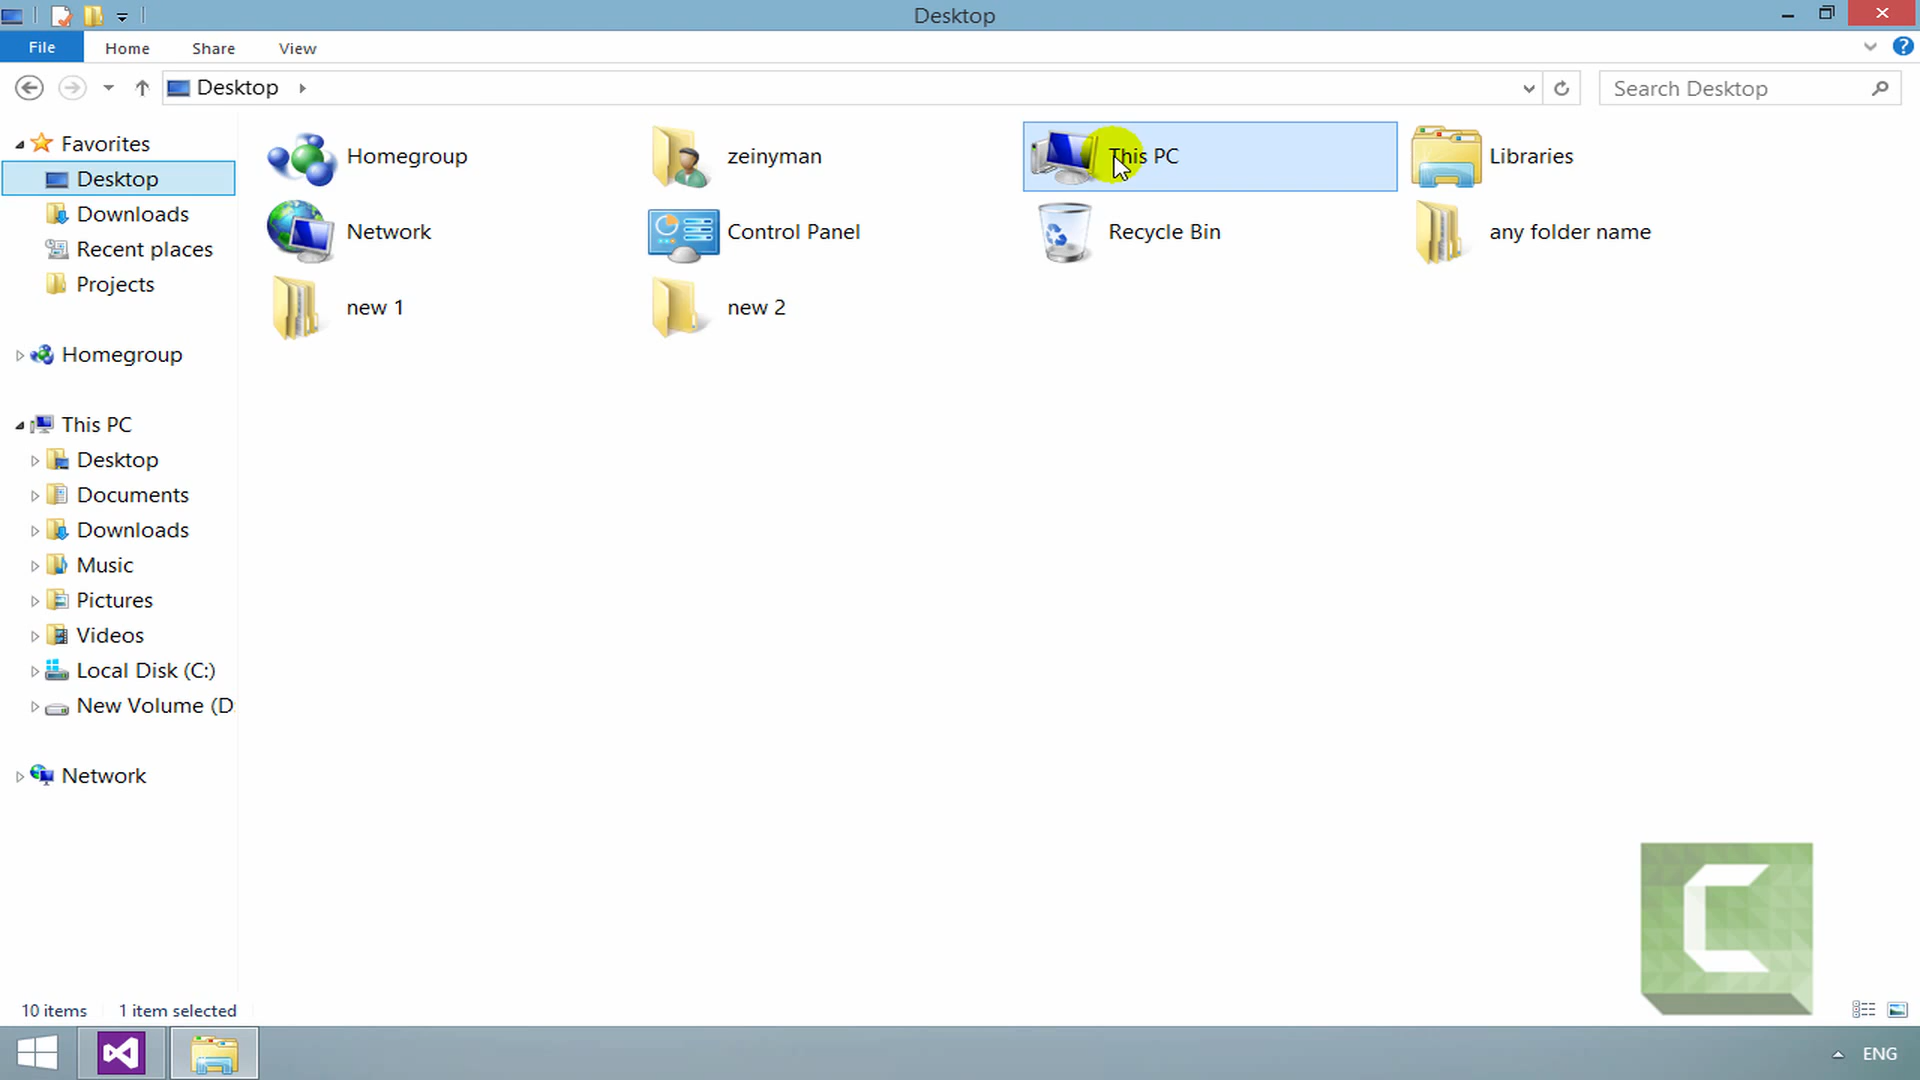 Desktop
File Home Share View
Desktop
Search Desktop
Favorites
Desktop
Downloads
Recent places
Projects
Homegroup
This PC
Desktop
Documents
Downloads
Music
Pictures
Videos
Local Disk (C:)
New Volume (D:
Network
Homegroup zeinyman This PC Libraries
Network Control Panel Recycle Bin any folder name
new 1 new 2
10 items 1 item selected
ENG